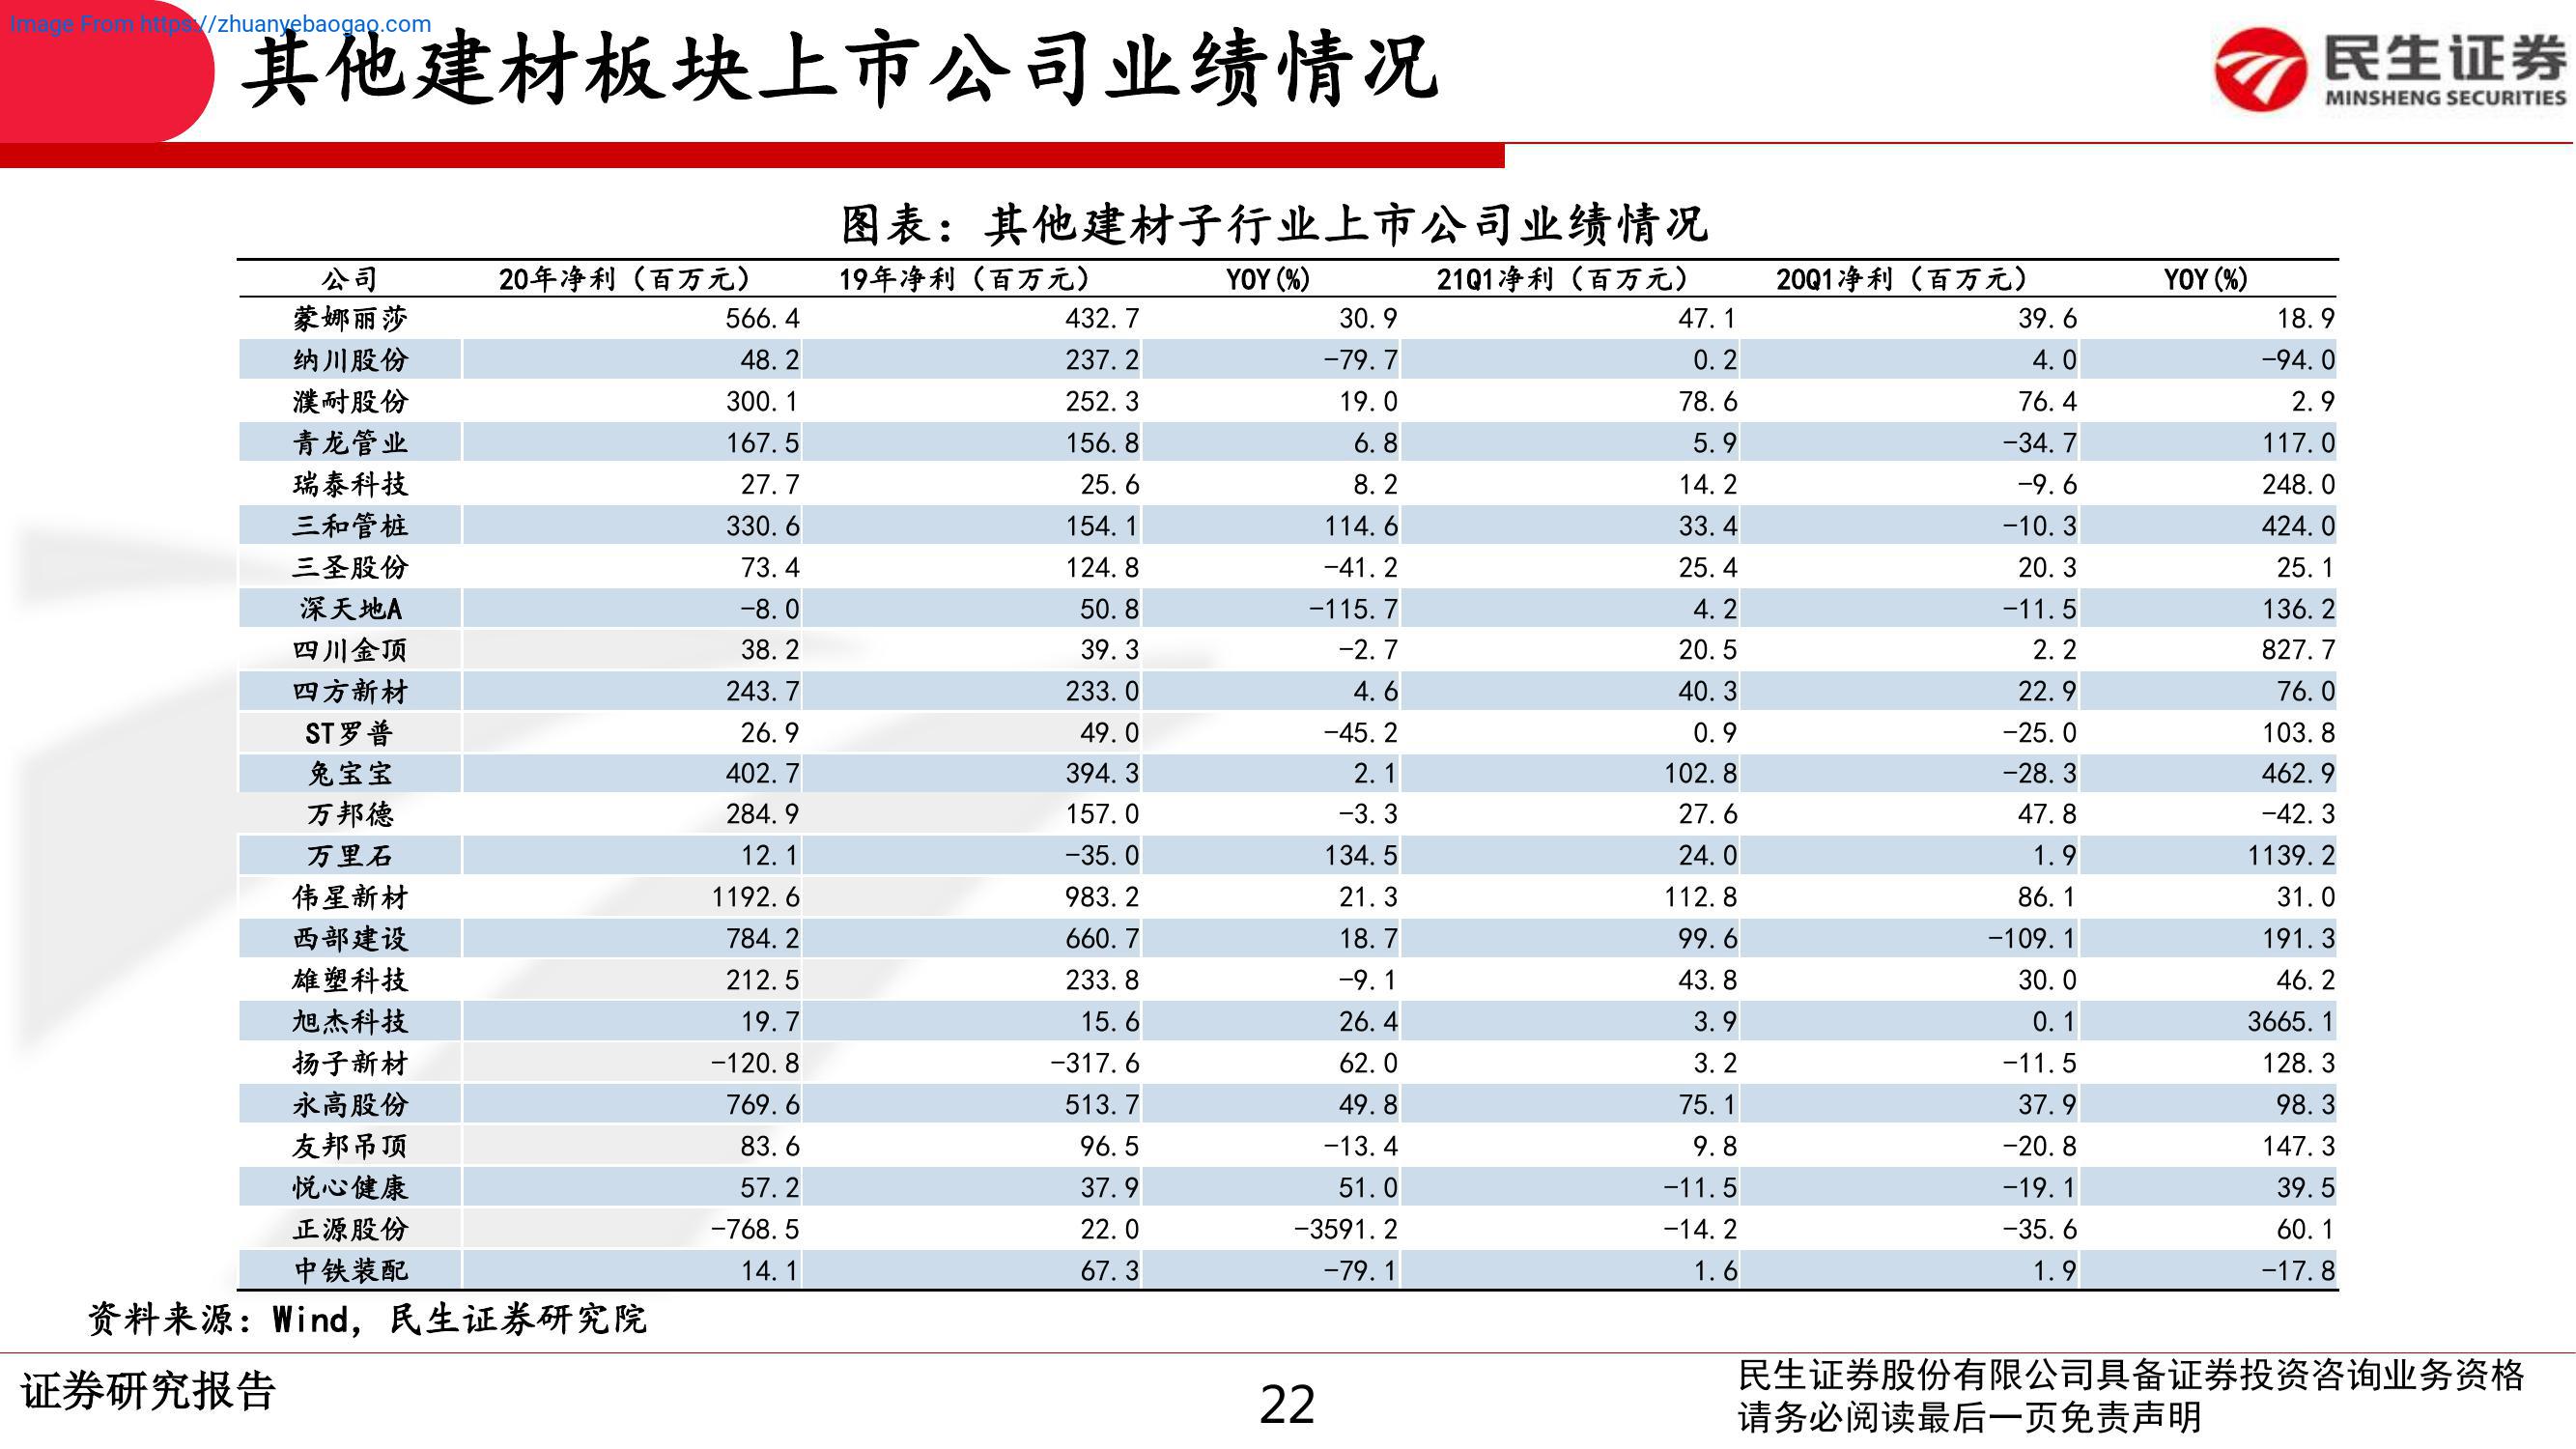 Image From https://zhuanyebaogao.com
其他建材板块上市公司业绩情况
民生证券
MINSHENG SECURITIES
图表：其他建材子行业上市公司业绩情况
公司 20年净利（百万元） 19年净利（百万元） YOY(%) 21Q1净利（百万元） 20Q1净利（百万元） YOY(%)
蒙娜丽莎 566.4 432.7 30.9 47.1 39.6 18.9
纳川股份 48.2 237.2 -79.7 0.2 4.0 -94.0
濮耐股份 300.1 252.3 19.0 78.6 76.4 2.9
青龙管业 167.5 156.8 6.8 5.9 -34.7 117.0
瑞泰科技 27.7 25.6 8.2 14.2 -9.6 248.0
三和管桩 330.6 154.1 114.6 33.4 -10.3 424.0
三圣股份 73.4 124.8 -41.2 25.4 20.3 25.1
深天地A -8.0 50.8 -115.7 4.2 -11.5 136.2
四川金顶 38.2 39.3 -2.7 20.5 2.2 827.7
四方新材 243.7 233.0 4.6 40.3 22.9 76.0
ST罗普 26.9 49.0 -45.2 0.9 -25.0 103.8
兔宝宝 402.7 394.3 2.1 102.8 -28.3 462.9
万邦德 284.9 157.0 -3.3 27.6 47.8 -42.3
万里石 12.1 -35.0 134.5 24.0 1.9 1139.2
伟星新材 1192.6 983.2 21.3 112.8 86.1 31.0
西部建设 784.2 660.7 18.7 99.6 -109.1 191.3
雄塑科技 212.5 233.8 -9.1 43.8 30.0 46.2
旭杰科技 19.7 15.6 26.4 3.9 0.1 3665.1
扬子新材 -120.8 -317.6 62.0 3.2 -11.5 128.3
永高股份 769.6 513.7 49.8 75.1 37.9 98.3
友邦吊顶 83.6 96.5 -13.4 9.8 -20.8 147.3
悦心健康 57.2 37.9 51.0 -11.5 -19.1 39.5
正源股份 -768.5 22.0 -3591.2 -14.2 -35.6 60.1
中铁装配 14.1 67.3 -79.1 1.6 1.9 -17.8
资料来源：Wind，民生证券研究院
证券研究报告
22
民生证券股份有限公司具备证券投资咨询业务资格
请务必阅读最后一页免责声明